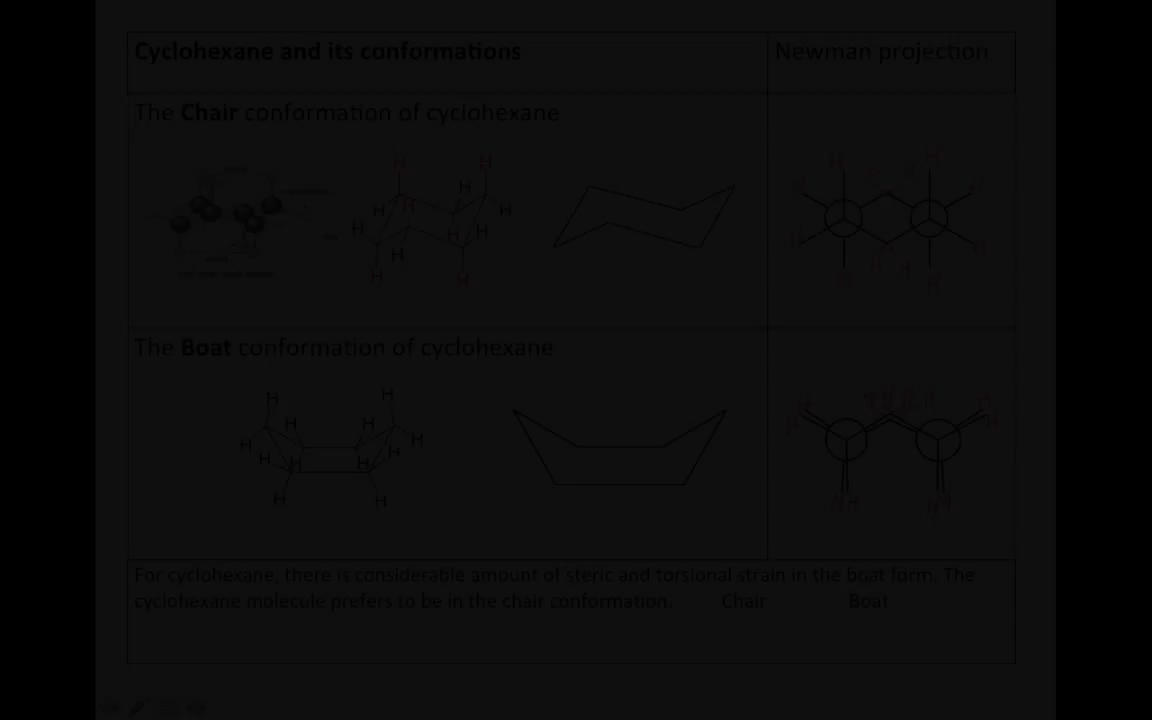 Cyclohexane and its conformations
Newman projection
The Chair conformation of cyclohexane
H H
H
H H H
H H H
H
H H
The Boat conformation of cyclohexane
H H
H H
H H
H H H H
H H
For cyclohexane, there is considerable amount of steric and torsional strain in the boat form. The
cyclohexane molecule prefers to be in the chair conformation. Chair Boat